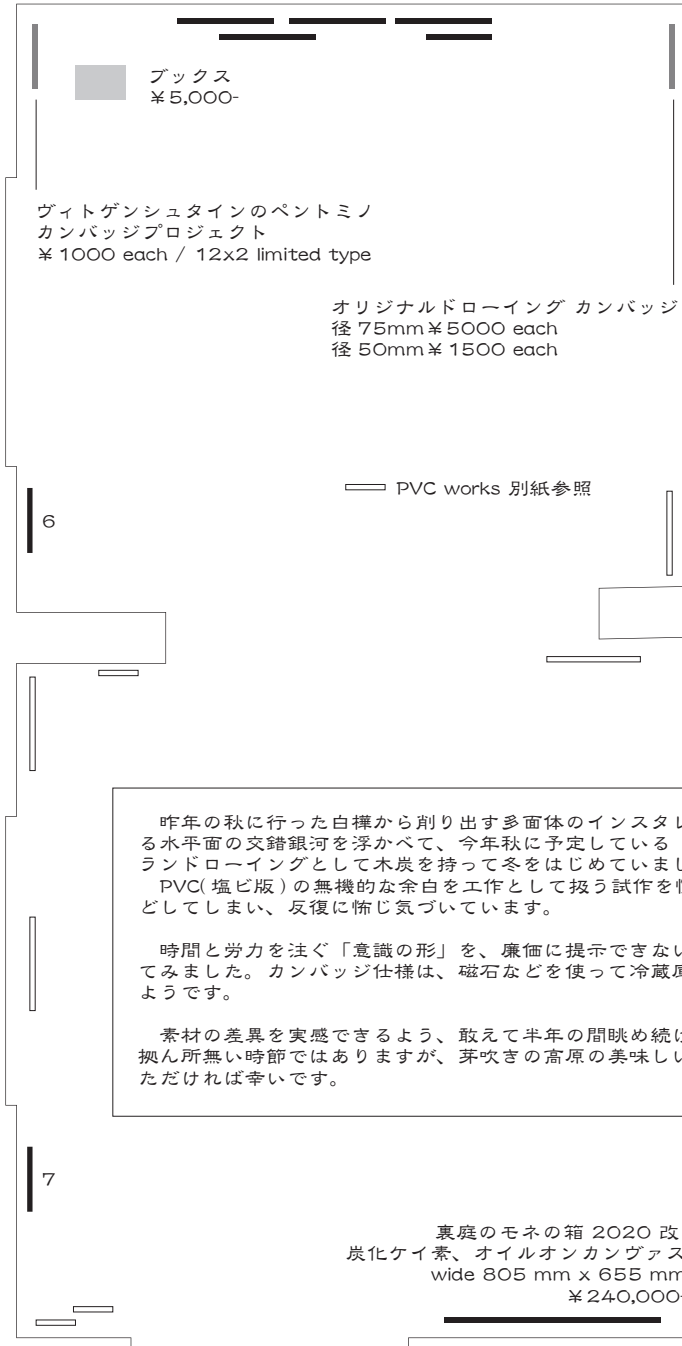 ブックス
¥5,000-
ヴィトゲンシュタインのペントミノ
カンバッジプロジェクト
¥1000 each / 12x2 limited type
オリジナルドローイング カンバッジ
径 75mm¥5000 each
径 50mm¥1500 each
PVC works 別紙参照
6
昨年の秋に行った白樺から削り出す多面体のインスタレ
る水平面の交錯銀河を浮かべて、今年秋に予定している
ランドローイングとして木炭を持って冬をはじめていまし
PVC(塩ビ版)の無機的な余白を工作として扱う試作を
どしてしまい、反復に怖じ気づいています。
時間と労力を注ぐ「意識の形」を、廉価に提示できない
てみました。カンバッジ仕様は、磁石などを使って冷蔵庫
ようです。
素材の差異を実感できるよう、敢えて半年の間眺め続け
拠ん所無い時節ではありますが、芽吹きの高原の美味しい
ただければ幸いです。
7
裏庭のモネの箱 2020 改
炭化ケイ素、オイルオンカンヴァス
wide 805 mm x 655 mm
¥240,000-